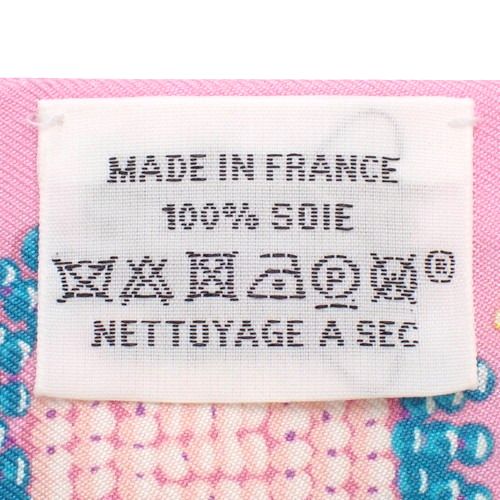 MADE IN FRANCE
100% SOIE
P ®
NETTOYAGE A SEC